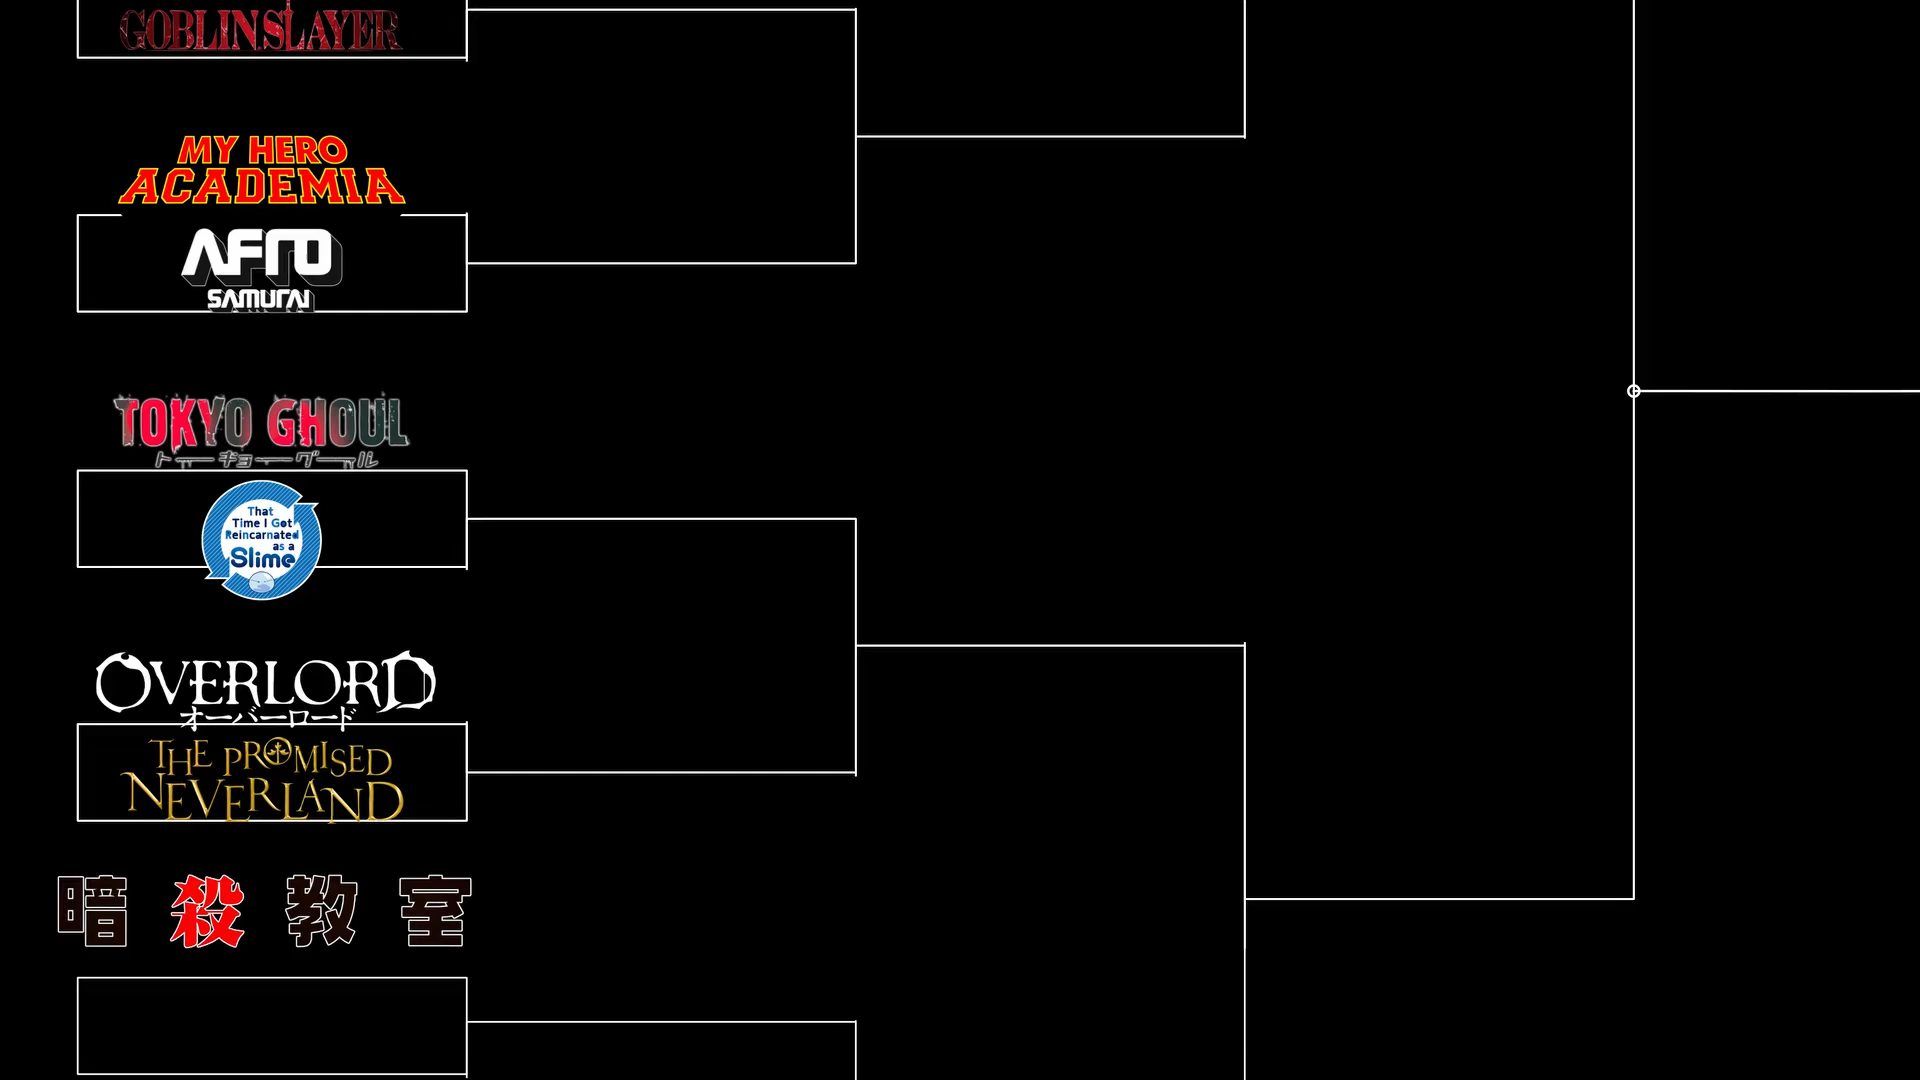 GOBLIN SLAYER
MY HERO
ACADEMIA
AFRO
SAMURAI
TOKYO GHOUL
トーキョーグール
That
Time I Got
Reincarnated
as a
Slime
OVERLORD
オーバーロード
THE PROMISED
NEVERLAND
暗殺教室